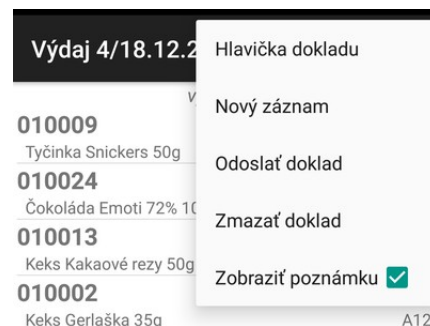 Výdaj 4/18.12.2
Hlavička dokladu
Nový záznam
Odoslať doklad
Zmazať doklad
Zobraziť poznámku
010009
Tyčinka Snickers 50g
010024
Čokoláda Emoti 72% 10
010013
Keks Kakaové rezy 50g
010002
Keks Gerlaška 35g
A12